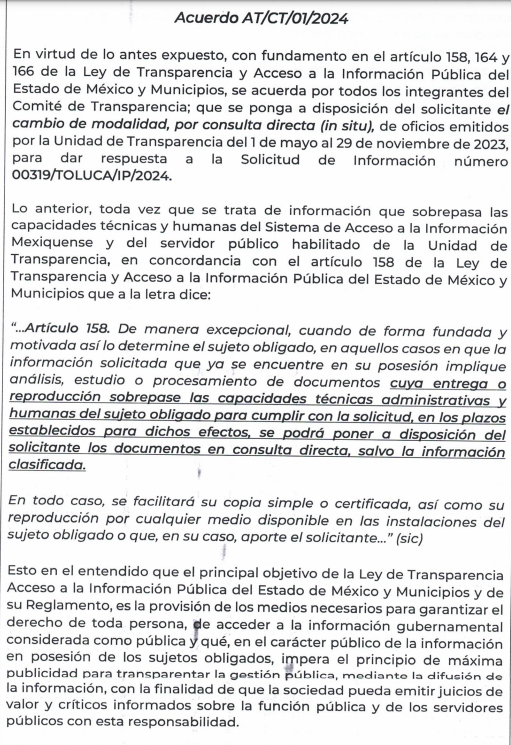 Acuerdo AT/CT/01/2024
En virtud de lo antes expuesto, con fundamento en el artículo 158, 164 y
166 de la Ley de Transparencia y Acceso a la Información Pública del
Estado de México y Municipios, se acuerda por todos los integrantes del
Comité de Transparencia; que se ponga a disposición del solicitante el
cambio de modalidad, por consulta directa (in situ), de oficios emitidos
por la Unidad de Transparencia del 1 de mayo al 29 de noviembre de 2023,
para dar respuesta a la Solicitud de Información número
00319/TOLUCA/IP/2024.
Lo anterior, toda vez que se trata de información que sobrepasa las
capacidades técnicas y humanas del Sistema de Acceso a la Información
Mexiquense y del servidor público habilitado de la Unidad de
Transparencia, en concordancia con el artículo 158 de la Ley de
Transparencia y Acceso a la Información Pública del Estado de México y
Municipios que a la letra dice:
"...Artículo 158. De manera excepcional, cuando de forma fundada y
motivada así lo determine el sujeto obligado, en aquellos casos en que la
información solicitada que ya se encuentre en su posesión implique
análisis, estudio o procesamiento de documentos cuya entrega o
reproducción sobrepase las capacidades técnicas administrativas y
humanas del sujeto obligado para cumplir con la solicitud, en los plazos
establecidos para dichos efectos, se podrá poner a disposición del
solicitante los documentos en consulta directa, salvo la información
clasificada.
En todo caso, se facilitará su copia simple o certificada, así como su
reproducción por cualquier medio disponible en las instalaciones del
sujeto obligado o que, en su caso, aporte el solicitante..." (sic)
Esto en el entendido que el principal objetivo de la Ley de Transparencia
Acceso a la Información Pública del Estado de México y Municipios y de
su Reglamento, es la provisión de los medios necesarios para garantizar el
derecho de toda persona, de acceder a la información gubernamental
considerada como pública y qué, en el carácter público de la información
en posesión de los sujetos obligados, impera el principio de máxima
publicidad para transparentar la gestión pública, mediante la difusión de
la información, con la finalidad de que la sociedad pueda emitir juicios de
valor y críticos informados sobre la función pública y de los servidores
públicos con esta responsabilidad.